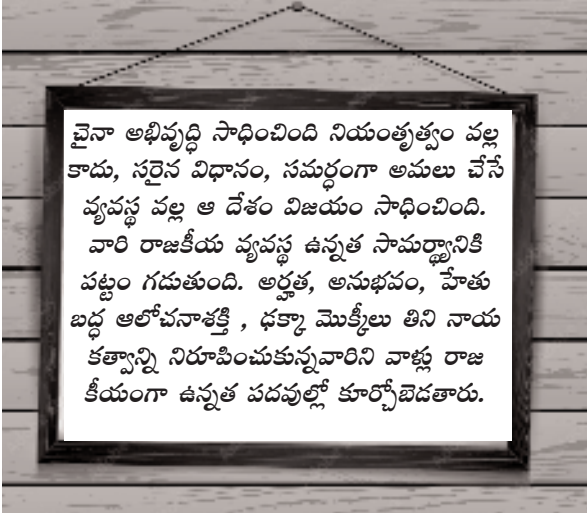 చైనా అభివృద్ధి సాధించింది నియంతృత్వం వల్ల
కాదు, సరైన విధానం, సమర్ధంగా అమలు చేసే
వ్యవస్థ వల్ల ఆ దేశం విజయం సాధించింది.
వారి రాజకీయ వ్యవస్థ ఉన్నత సామర్థ్యానికి
పట్టం గడుతుంది. అర్హత, అనుభవం, హేతు
బద్ధ ఆలోచనాశక్తి , ఢక్కా మొక్కీలు తిని నాయ
కత్వాన్ని నిరూపించుకున్నవారిని వాళ్లు రాజ
కీయంగా ఉన్నత పదవుల్లో కూర్చోబెడతారు.